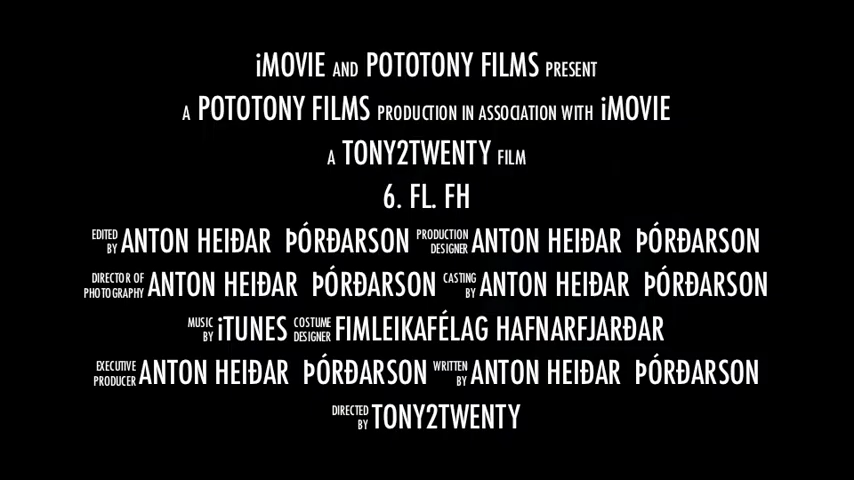 iMOVIE AND POTOTONY FILMS PRESENT
A POTOTONY FILMS PRODUCTION IN ASSOCIATION WITH iMOVIE
A TONY2TWENTY FILM
6. FL. FH
EDITED BY ANTON HEIÐAR ÞÓRÐARSON PRODUCTION DESIGNER ANTON HEIÐAR ÞÓRÐARSON
DIRECTOR OF PHOTOGRAPHY ANTON HEIÐAR ÞÓRÐARSON CASTING BY ANTON HEIÐAR ÞÓRÐARSON
MUSIC BY iTUNES COSTUME DESIGNER FIMLEIKAFÉLAG HAFNARFJARÐAR
EXECUTIVE PRODUCER ANTON HEIÐAR ÞÓRÐARSON WRITTEN BY ANTON HEIÐAR ÞÓRÐARSON
DIRECTED BY TONY2TWENTY